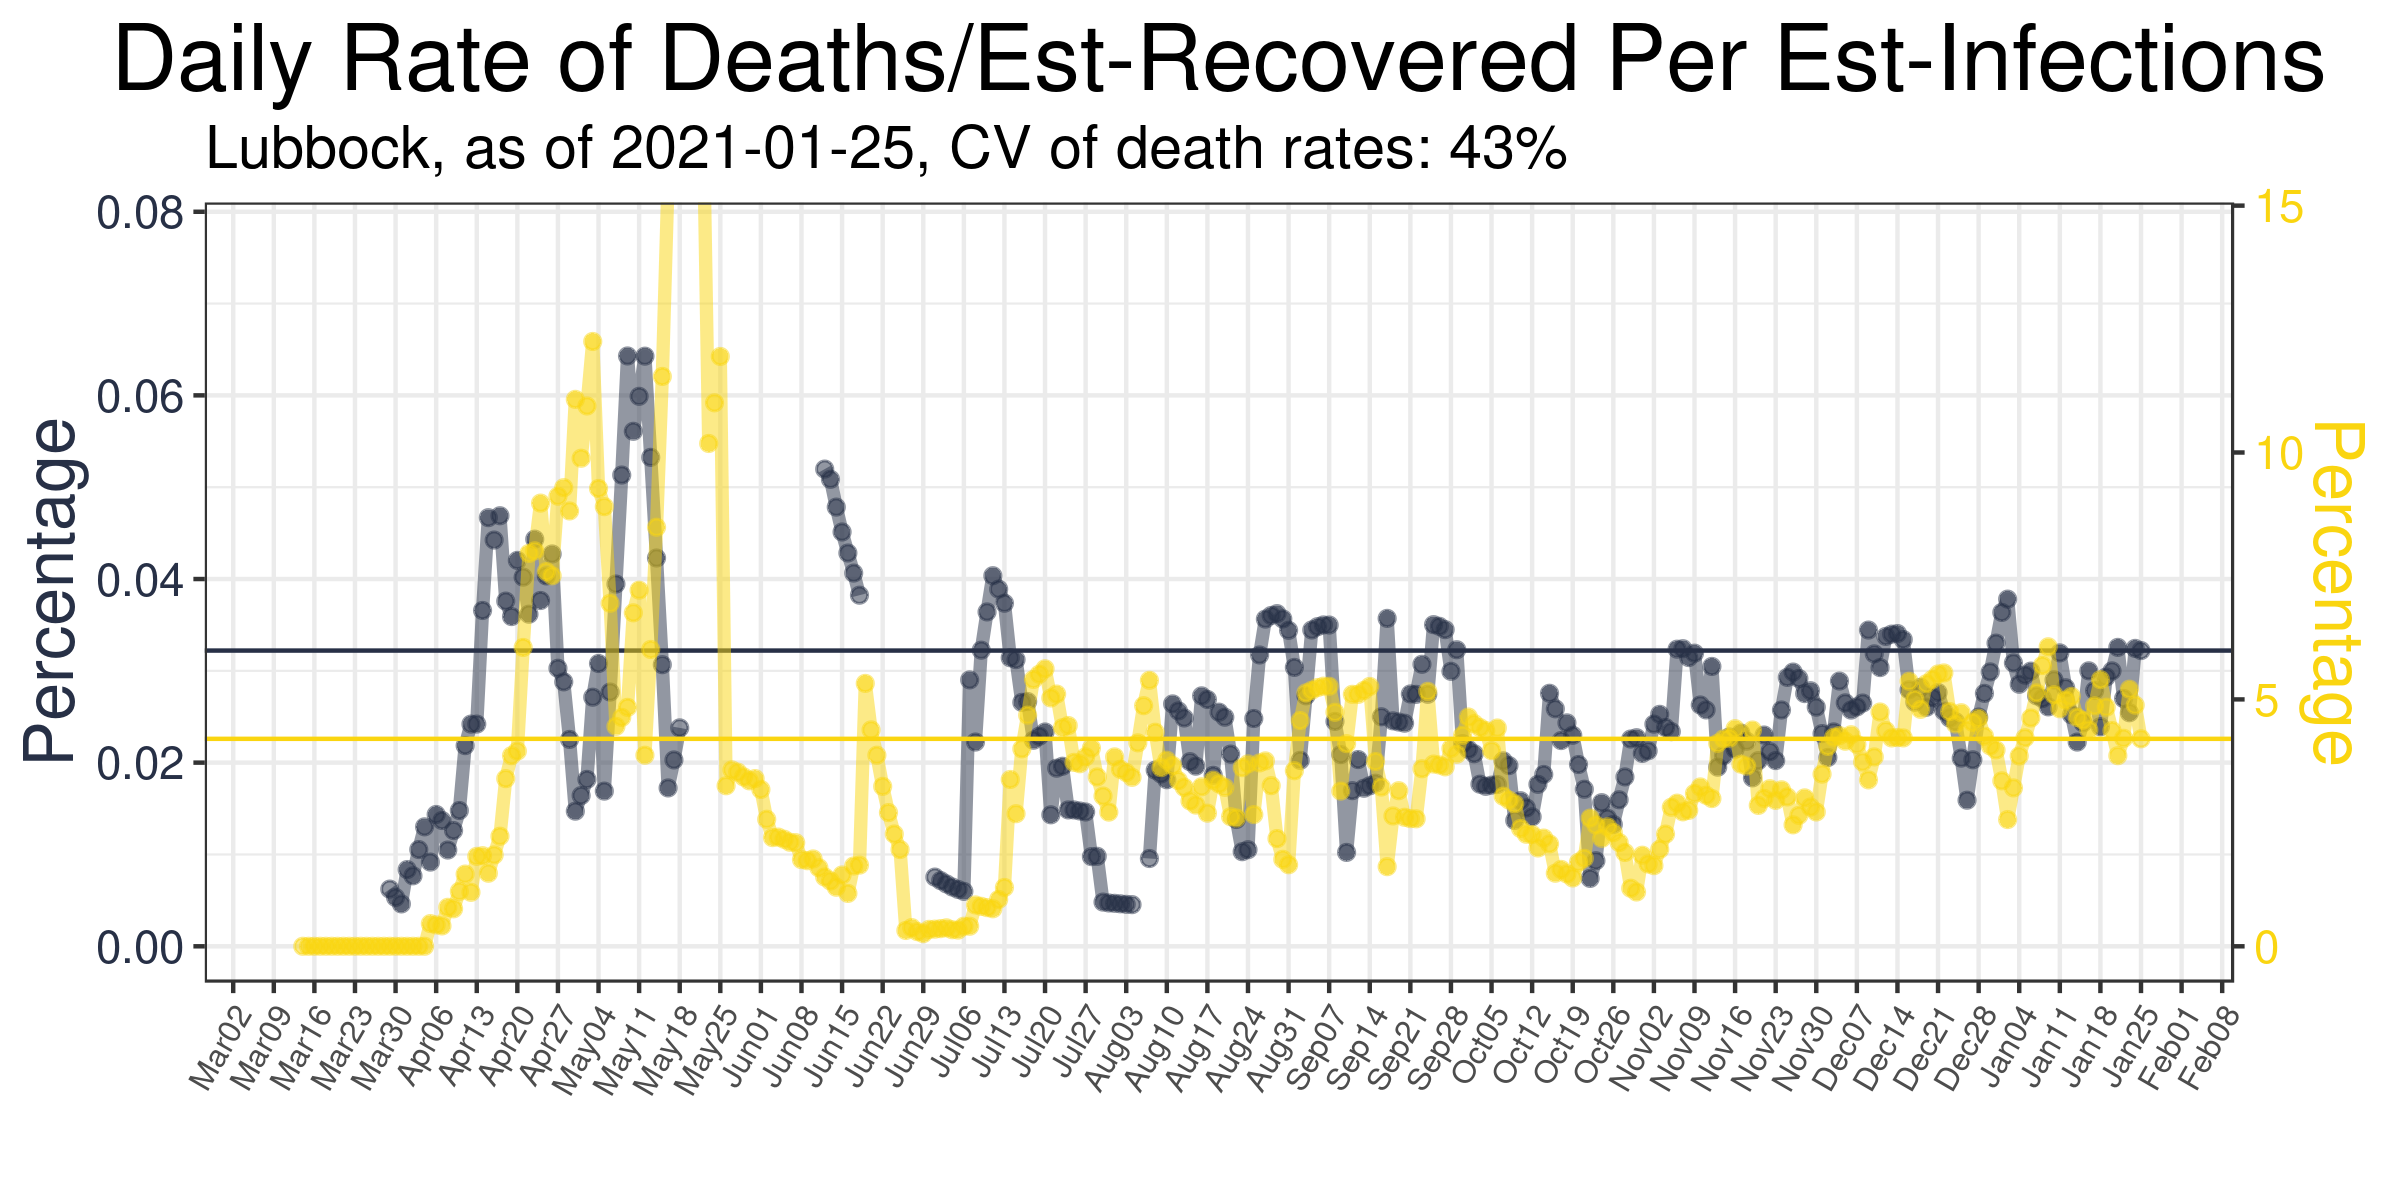 Daily Rate of Deaths/Est-Recovered Per Est-Infections
Lubbock, as of 2021-01-25, CV of death rates: 43%
Percentage
0.08
0.06
0.04
0.02
0.00
15
10
5
0
Percentage
Mar02 Mar09 Mar16 Mar23 Mar30 Apr06 Apr13 Apr20 Apr27 May04 May11 May18 May25 Jun01 Jun08 Jun15 Jun22 Jun29 Jul06 Jul13 Jul20 Jul27 Aug03 Aug10 Aug17 Aug24 Aug31 Sep07 Sep14 Sep21 Sep28 Oct05 Oct12 Oct19 Oct26 Nov02 Nov09 Nov16 Nov23 Nov30 Dec07 Dec14 Dec21 Dec28 Jan04 Jan11 Jan18 Jan25 Feb01 Feb08